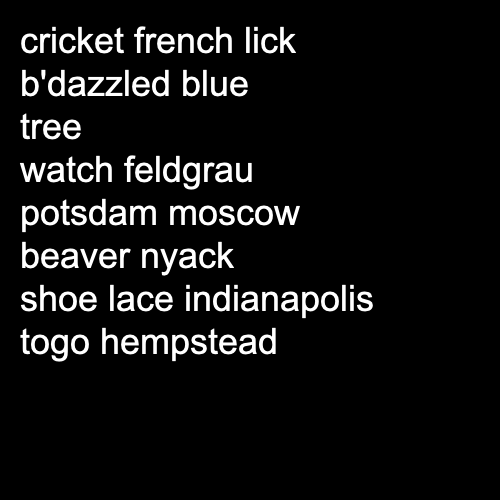 cricket french lick
b'dazzled blue
tree
watch feldgrau
potsdam moscow
beaver nyack
shoe lace indianapolis
togo hempstead